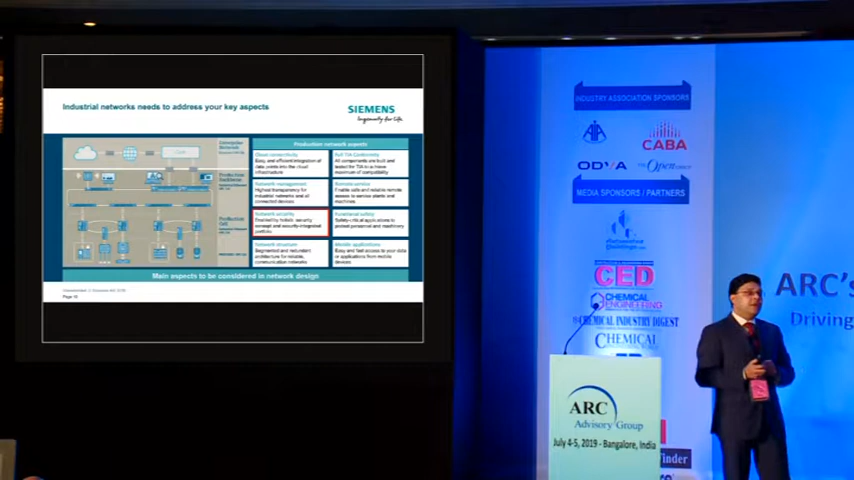 Industrial networks needs to address your key aspects
SIEMENS
Ingenuity for life
Production network aspects
Cloud connectivity
Easy and efficient integration of
data points into the cloud
infrastructure
Full TIA Conformity
All components are built and
tested for TIA to a
maximum of compatibility
Network management
Highest transparency for
industrial networks and all
connected devices
Remote service
Enable safe and reliable remote
access to service plants and
machines
Network security
Enabled by holistic security
concept and security-integrated
portfolio
Functional safety
Safety-critical applications to
protect personnel and machinery
Network structure
Segmented and redundant
architecture for reliable,
communication networks
Mobile applications
Easy and fast access to your data
or applications from mobile
devices
Main aspects to be considered in network design
INDUSTRY ASSOCIATION SPONSORS
CABA
ODVA
The Open GROUP
MEDIA SPONSORS / PARTNERS
CED
CHEMICAL
ENGINEERING
CHEMICAL INDUSTRY DIGEST
CHEMICAL
ARC's
Driving
ARC
Advisory Group
July 4-5, 2019 - Bangalore, India
finder